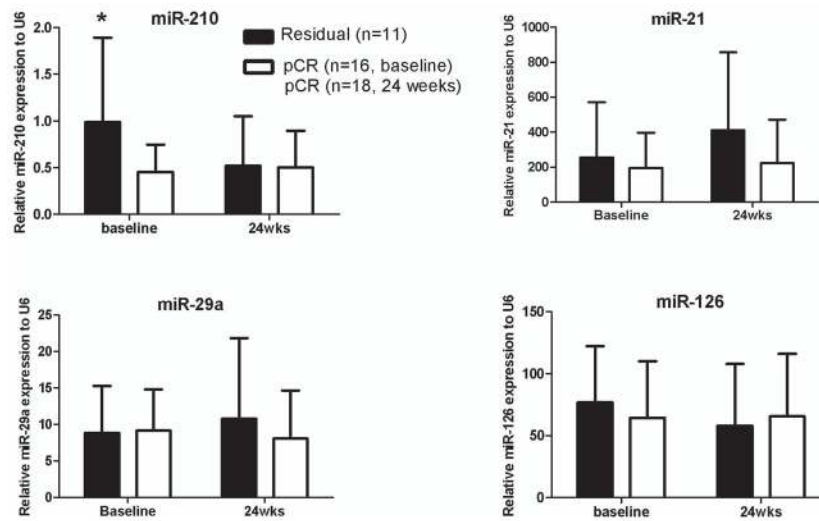 miR-210
*
Residual (n=11)
pCR (n=16, baseline)
pCR (n=18, 24 weeks)
Relative miR-210 expression to U6
2.0
1.5
1.0
0.5
0.0
baseline
24wks
miR-21
Relative miR-21 expression to U6
1000
800
600
400
200
0
Baseline
24wks
miR-29a
Relative miR-29a expression to U6
25
20
15
10
5
0
Baseline
24wks
miR-126
Relative miR-126 expression to U6
150
100
50
0
baseline
24wks